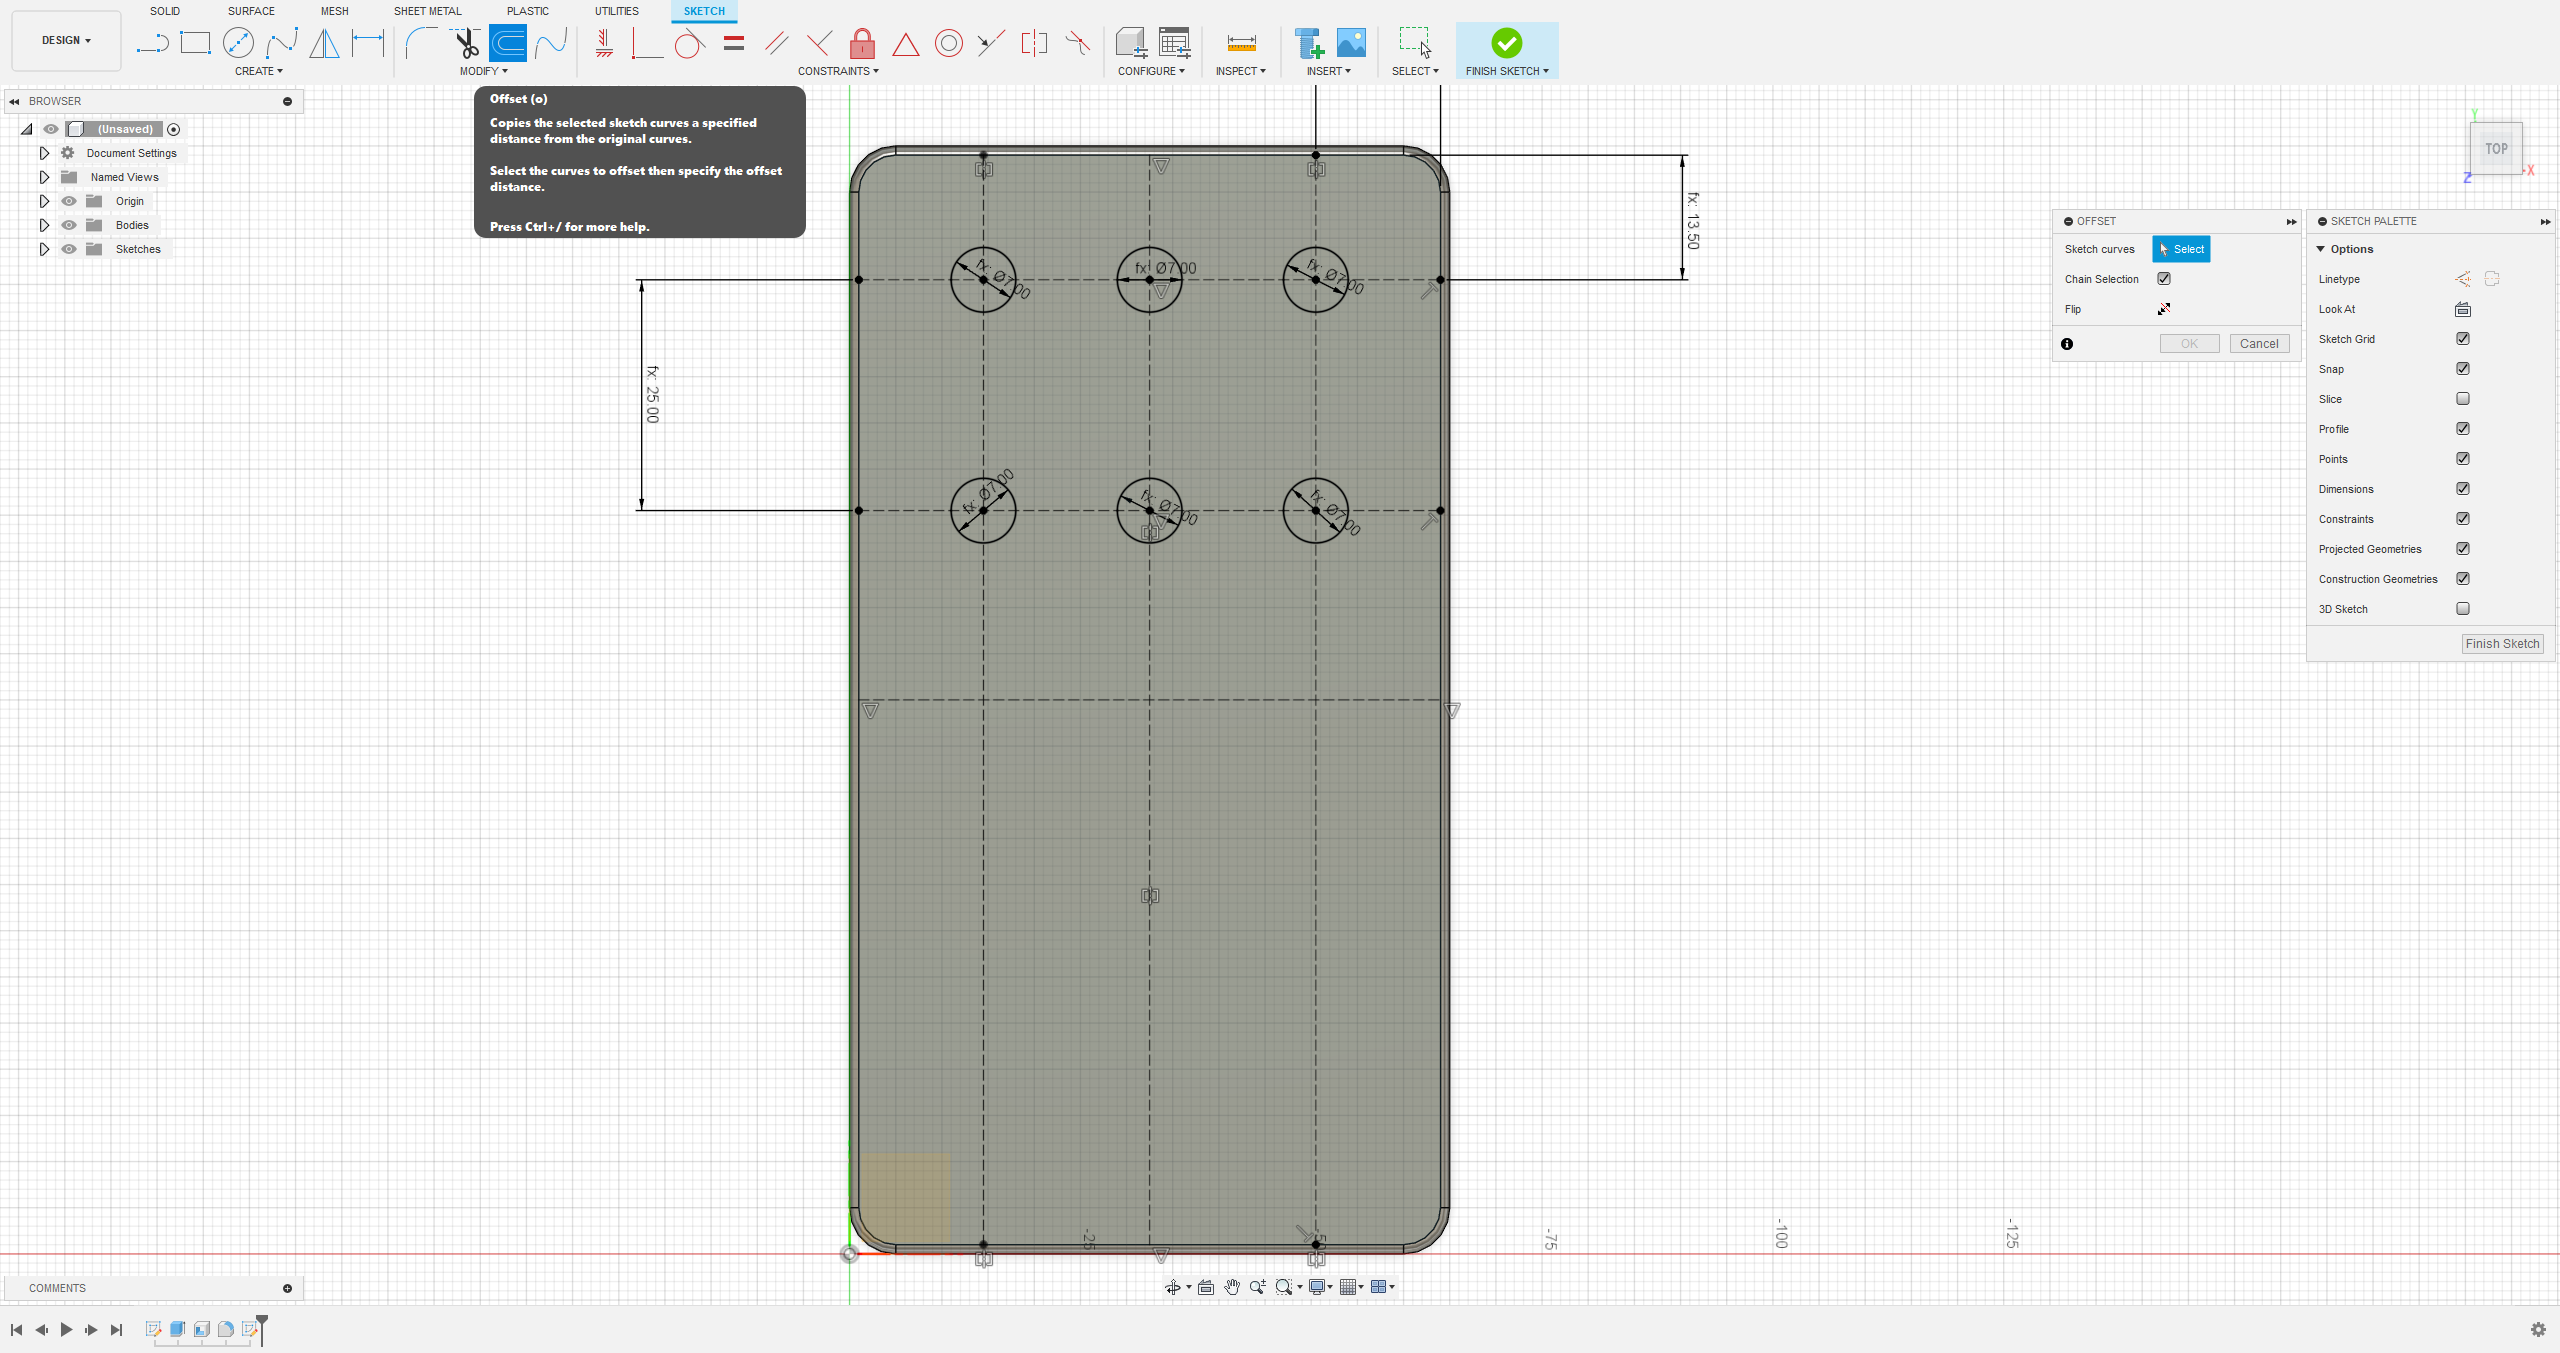 SOLID SURFACE MESH SHEET METAL PLASTIC UTILITIES SKETCH
DESIGN
CREATE MODIFY CONSTRAINTS CONFIGURE INSPECT INSERT SELECT FINISH SKETCH
BROWSER
(Unsaved)
Document Settings
Named Views
Origin
Bodies
Sketches
Offset (o)
Copies the selected sketch curves a specified
distance from the original curves.
Select the curves to offset then specify the offset
distance.
Press Ctrl+/ for more help.
fx: 13.50
fx: Ø7.00
fx: Ø7.00
fx: Ø7.00
fx: 25.00
fx: Ø7.00
fx: Ø7.00
fx: Ø7.00
-25
-50
-75
-100
-125
Y
TOP
Z
X
OFFSET
Sketch curves Select
Chain Selection
Flip
OK Cancel
SKETCH PALETTE
Options
Linetype
Look At
Sketch Grid
Snap
Slice
Profile
Points
Dimensions
Constraints
Projected Geometries
Construction Geometries
3D Sketch
Finish Sketch
COMMENTS